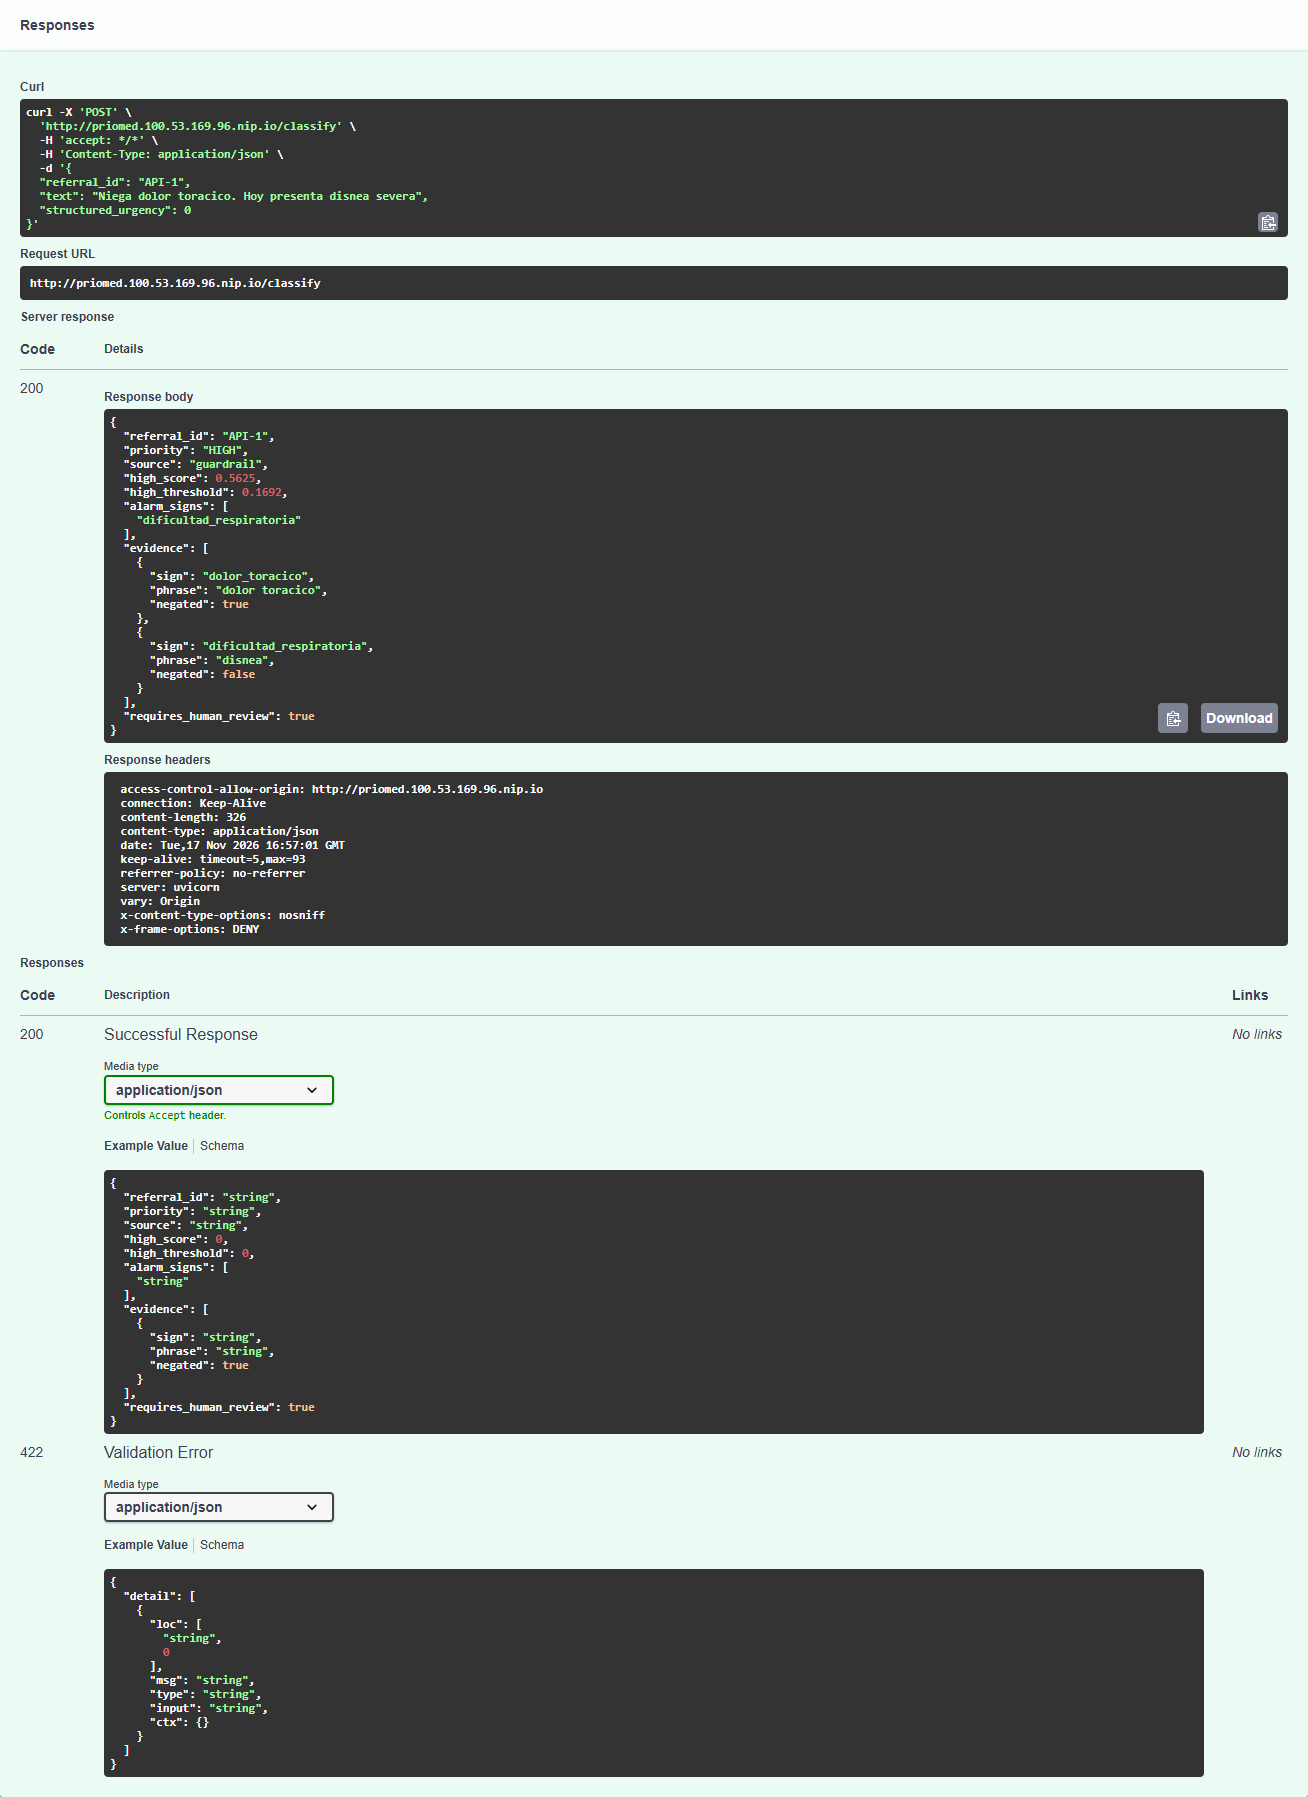 Responses
Curl
curl -X 'POST' \
  'http://priomed.100.53.169.96.nip.io/classify' \
  -H 'accept: */*' \
  -H 'Content-Type: application/json' \
  -d '{
  "referral_id": "API-1",
  "text": "Niega dolor toracico. Hoy presenta disnea severa",
  "structured_urgency": 0
}'
Request URL
http://priomed.100.53.169.96.nip.io/classify
Server response
Code Details
200
Response body
{
  "referral_id": "API-1",
  "priority": "HIGH",
  "source": "guardrail",
  "high_score": 0.5625,
  "high_threshold": 0.1692,
  "alarm_signs": [
    "dificultad_respiratoria"
  ],
  "evidence": [
    {
      "sign": "dolor_toracico",
      "phrase": "dolor toracico",
      "negated": true
    },
    {
      "sign": "dificultad_respiratoria",
      "phrase": "disnea",
      "negated": false
    }
  ],
  "requires_human_review": true
}
Download
Response headers
access-control-allow-origin: http://priomed.100.53.169.96.nip.io
connection: Keep-Alive
content-length: 326
content-type: application/json
date: Tue,17 Nov 2026 16:57:01 GMT
keep-alive: timeout=5,max=93
referrer-policy: no-referrer
server: uvicorn
vary: Origin
x-content-type-options: nosniff
x-frame-options: DENY
Responses
Code Description Links
200 Successful Response No links
Media type
application/json
Controls Accept header.
Example Value Schema
{
  "referral_id": "string",
  "priority": "string",
  "source": "string",
  "high_score": 0,
  "high_threshold": 0,
  "alarm_signs": [
    "string"
  ],
  "evidence": [
    {
      "sign": "string",
      "phrase": "string",
      "negated": true
    }
  ],
  "requires_human_review": true
}
422 Validation Error No links
Media type
application/json
Example Value Schema
{
  "detail": [
    {
      "loc": [
        "string",
        0
      ],
      "msg": "string",
      "type": "string",
      "input": "string",
      "ctx": {}
    }
  ]
}